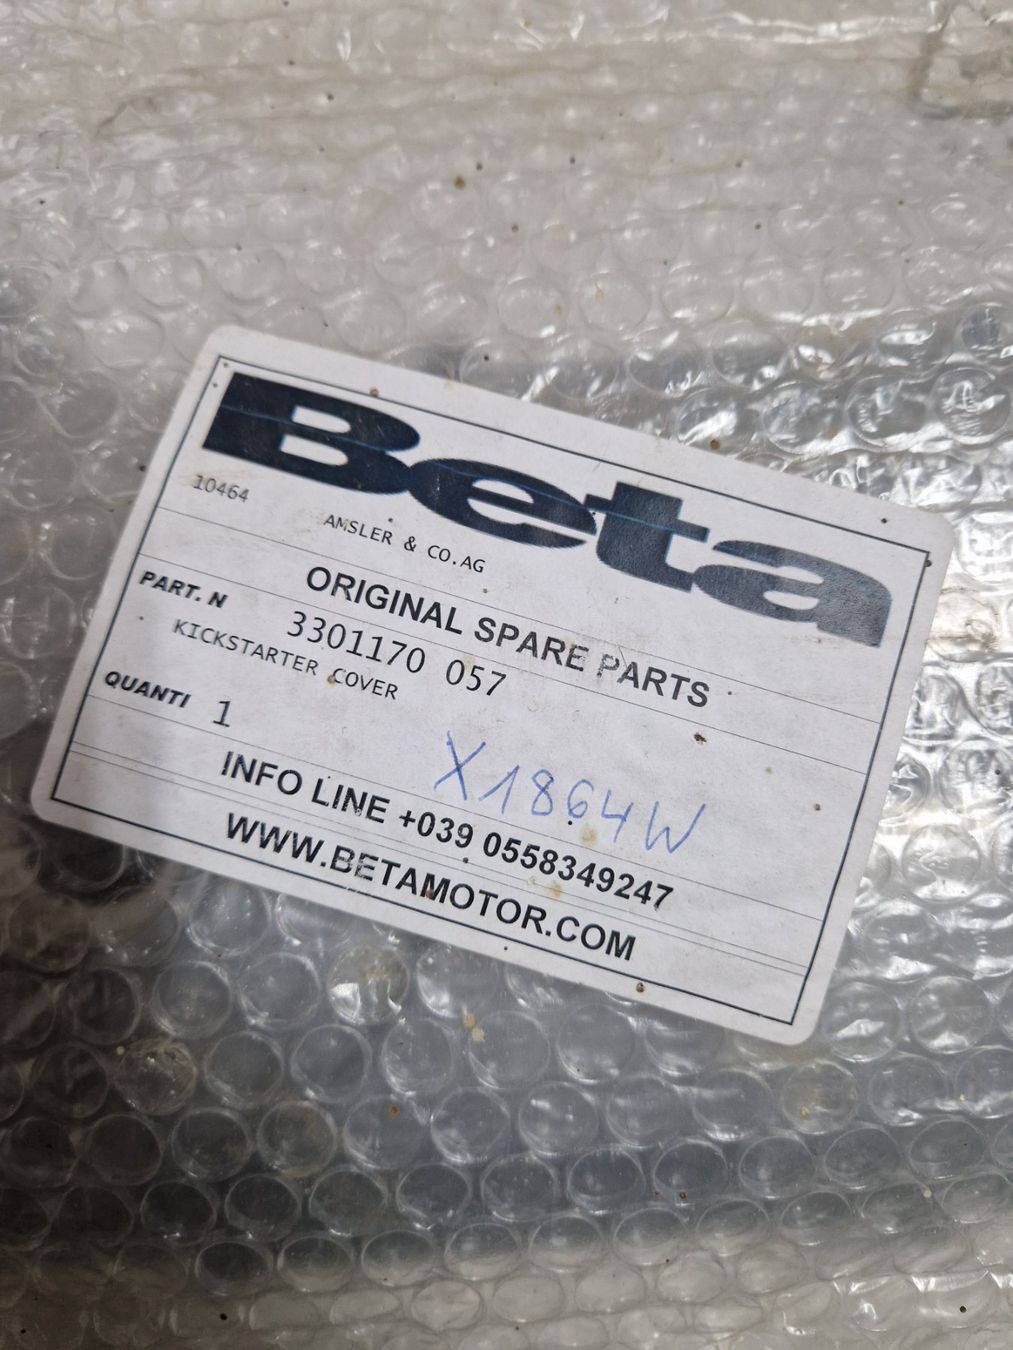 Beta
10464
AMSLER & CO.AG
ORIGINAL SPARE PARTS
PART. N 3301170 057
KICKSTARTER COVER
QUANTI 1
X1864W
INFO LINE +039 0558349247
WWW.BETAMOTOR.COM